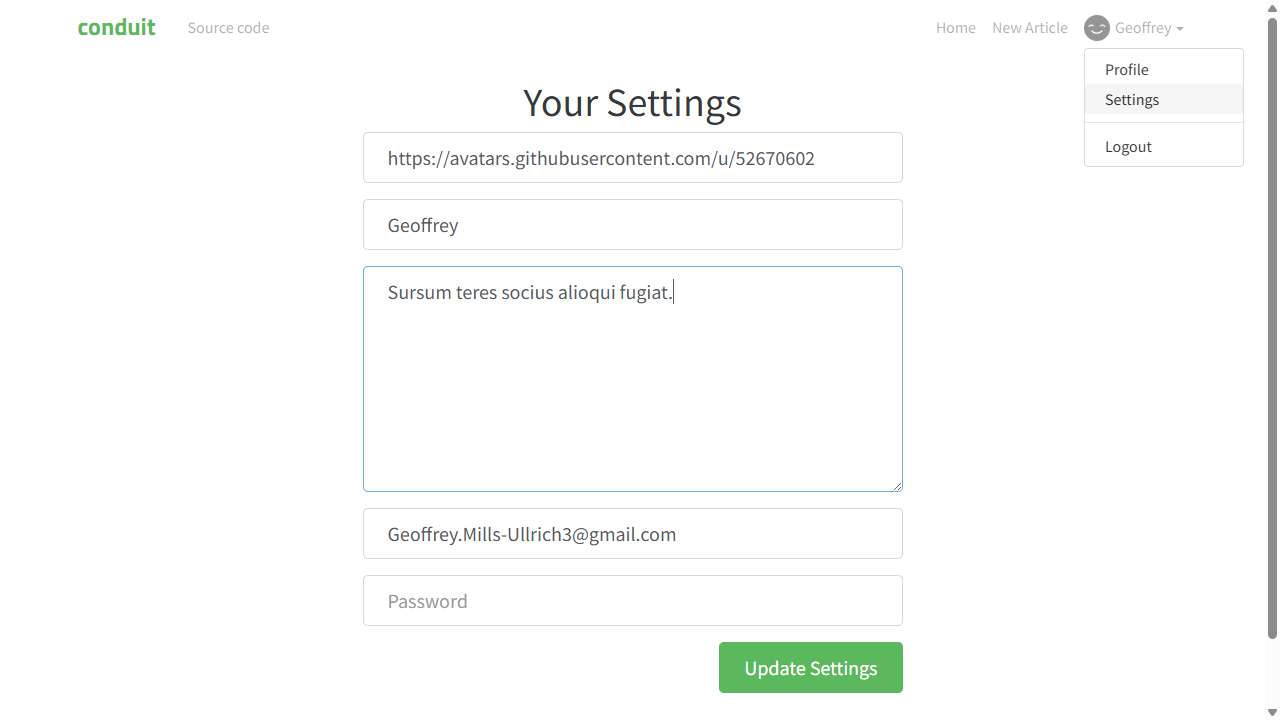 conduit
Source code
Home
New Article
Geoffrey
Profile
Settings
Logout
Your Settings
https://avatars.githubusercontent.com/u/52670602
Geoffrey
Sursum teres socius alioqui fugiat.
Geoffrey.Mills-Ullrich3@gmail.com
Password
Update Settings